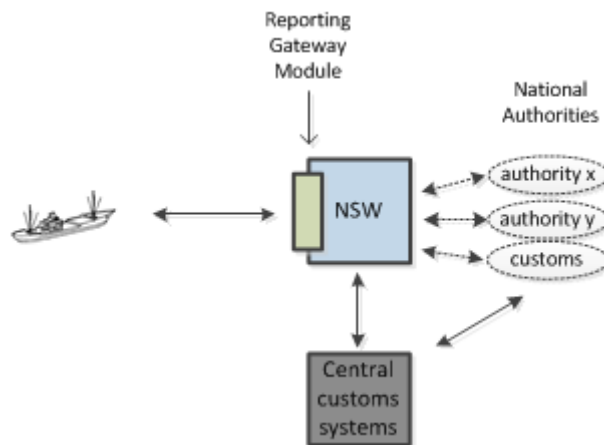 Reporting
Gateway
Module
National
Authorities
NSW
authority x
authority y
customs
Central
customs
systems